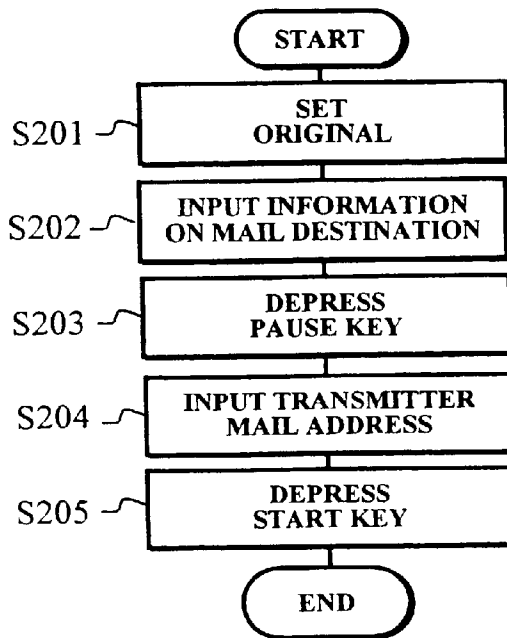 START
S201
SET
ORIGINAL
S202
INPUT INFORMATION
ON MAIL DESTINATION
S203
DEPRESS
PAUSE KEY
S204
INPUT TRANSMITTER
MAIL ADDRESS
S205
DEPRESS
START KEY
END